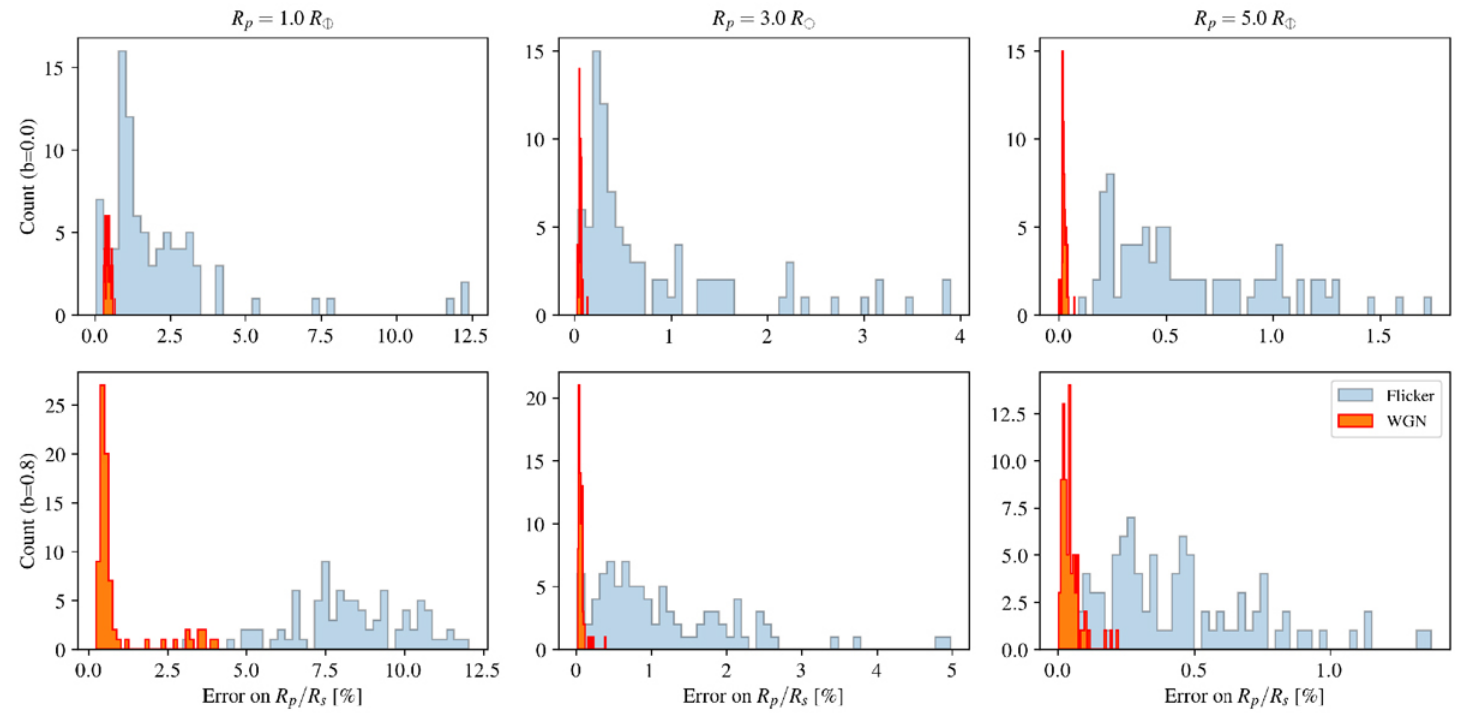 R_p = 1.0 R_⊕ R_p = 3.0 R_○ R_p = 5.0 R_⊕
Count (b=0.0)
15
10
5
0
0.0 2.5 5.0 7.5 10.0 12.5
15
10
5
0
0 1 2 3 4
15
10
5
0
0.0 0.5 1.0 1.5
Count (b=0.8)
25
20
15
10
5
0
0.0 2.5 5.0 7.5 10.0 12.5
Error on R_p/R_s [%]
20
15
10
5
0
0 1 2 3 4 5
Error on R_p/R_s [%]
Flicker
WGN
12.5
10.0
7.5
5.0
2.5
0.0
0.0 0.5 1.0
Error on R_p/R_s [%]